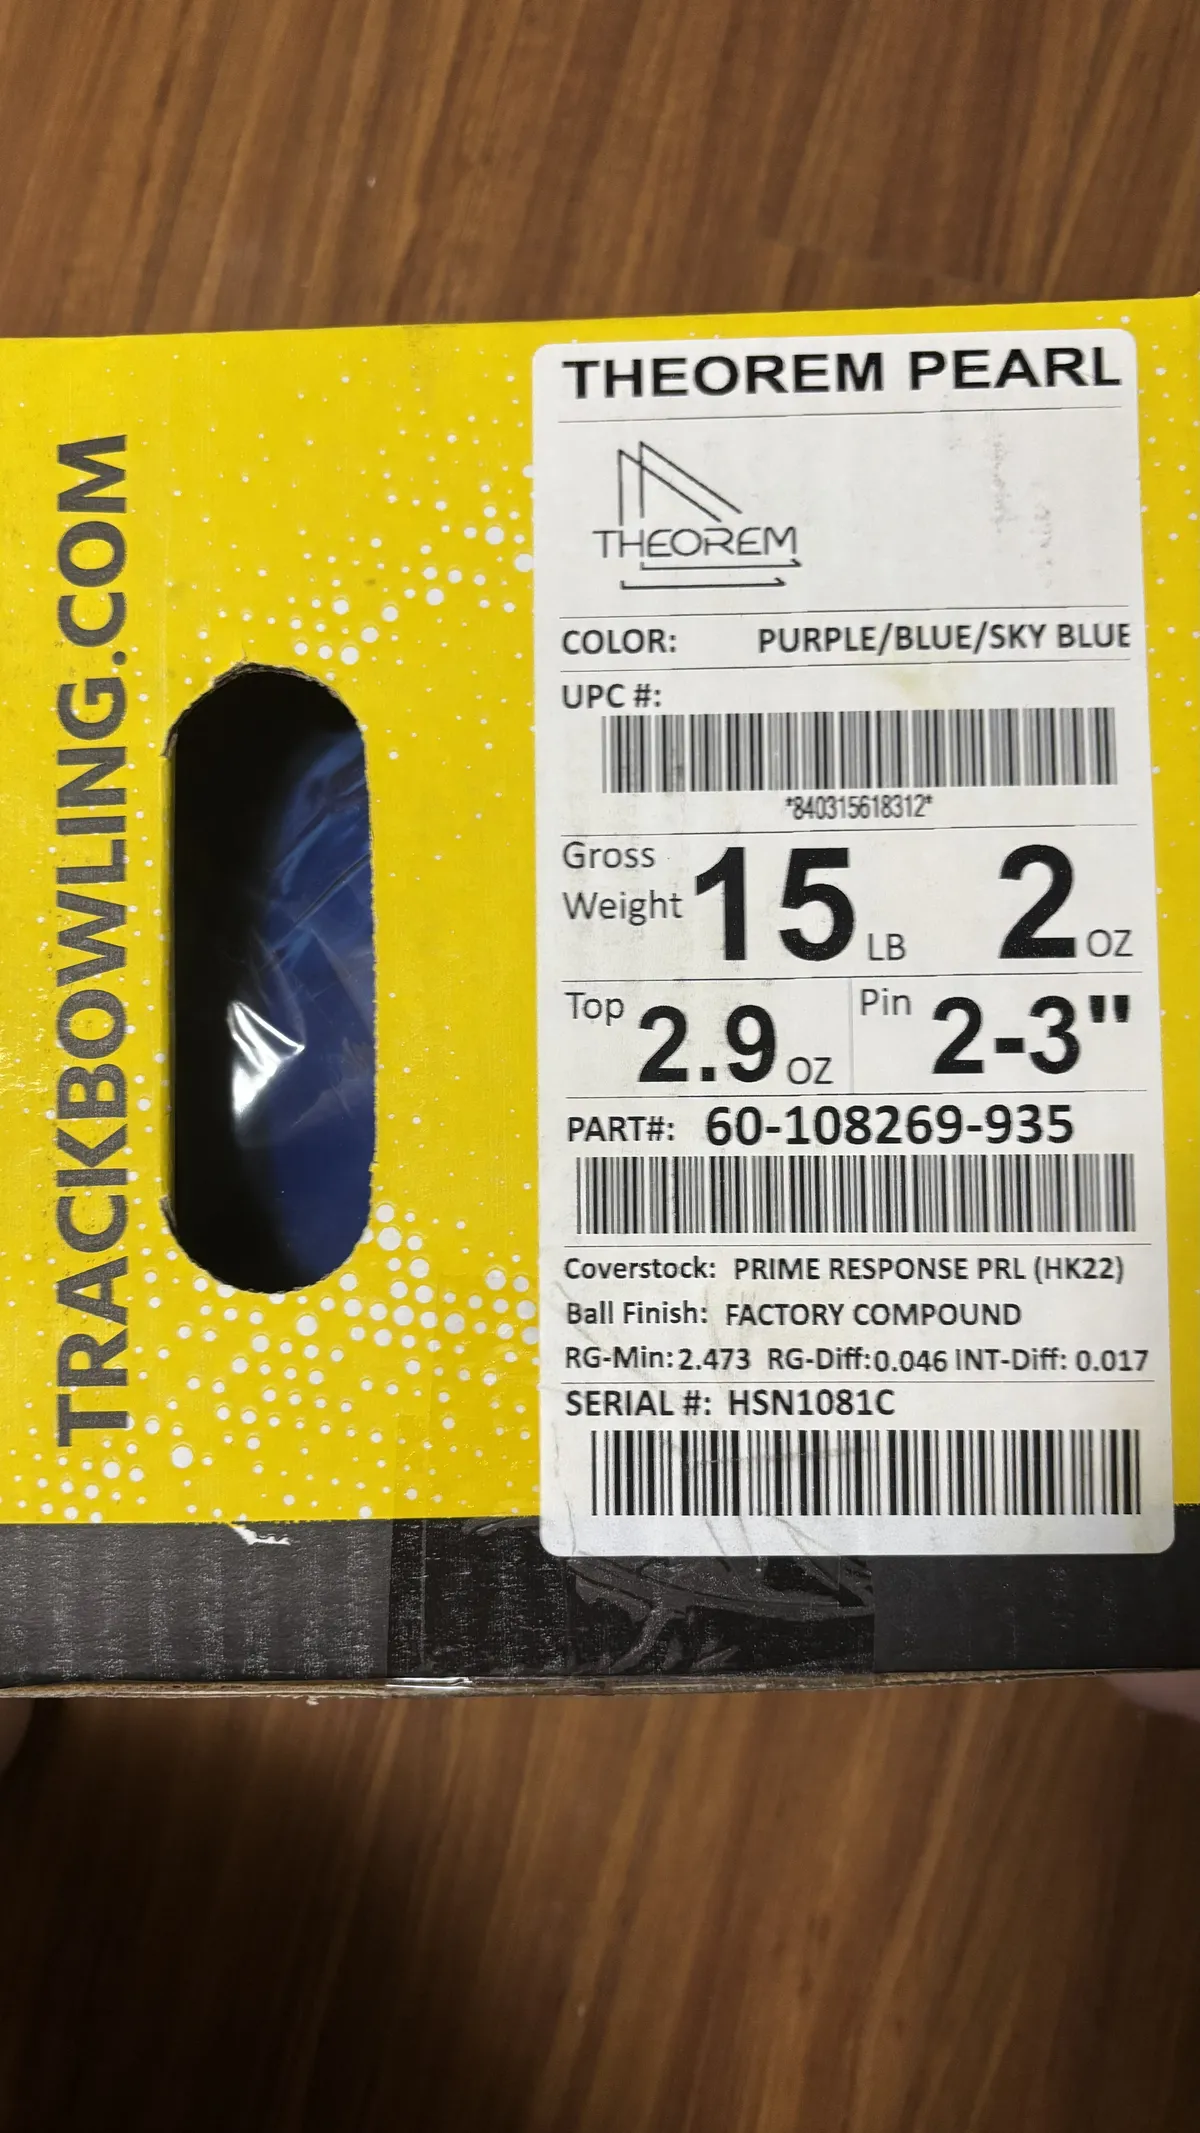 TRACKBOWLING.COM
THEOREM PEARL
THEOREM
COLOR: PURPLE/BLUE/SKY BLUE
UPC #:
*840315618312*
Gross Weight 15 LB 2 OZ
Top 2.9 OZ Pin 2-3"
PART#: 60-108269-935
Coverstock: PRIME RESPONSE PRL (HK22)
Ball Finish: FACTORY COMPOUND
RG-Min: 2.473 RG-Diff: 0.046 INT-Diff: 0.017
SERIAL #: HSN1081C